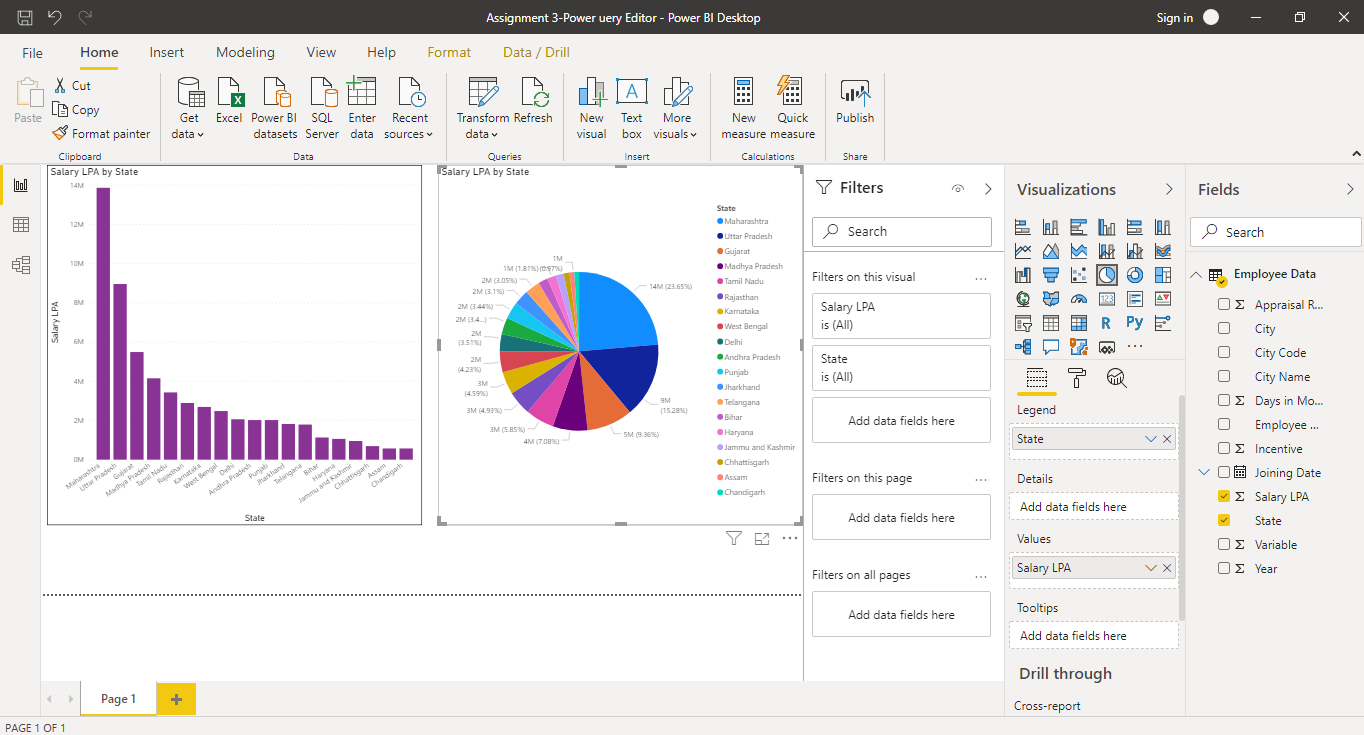 Assignment 3-Power uery Editor - Power BI Desktop
Sign in
File
Home
Insert
Modeling
View
Help
Format
Data / Drill
Paste
Cut
Copy
Format painter
Clipboard
Get data
Excel
Power BI datasets
SQL Server
Enter data
Recent sources
Data
Transform data
Refresh
Queries
New visual
Text box
More visuals
Insert
New measure
Quick measure
Calculations
Publish
Share
Salary LPA by State
14M
12M
10M
8M
6M
4M
2M
0M
Salary LPA
Maharashtra
Uttar Pradesh
Gujarat
Madhya Pradesh
Tamil Nadu
Rajasthan
Karnataka
West Bengal
Delhi
Andhra Pradesh
Punjab
Jharkhand
Telangana
Bihar
Haryana
Jammu and Kashmir
Chhattisgarh
Assam
Chandigarh
State
Salary LPA by State
14M (23.65%)
9M
(15.28%)
5M (9.36%)
4M (7.08%)
3M (5.85%)
3M (4.93%)
3M
(4.59%)
2M
(4.23%)
2M
(3.51%)
2M (3.4...)
2M (3.44%)
2M (3.1%)
2M (3.05%)
1M (1.81%)
1M
(0.97%)
State
Maharashtra
Uttar Pradesh
Gujarat
Madhya Pradesh
Tamil Nadu
Rajasthan
Karnataka
West Bengal
Delhi
Andhra Pradesh
Punjab
Jharkhand
Telangana
Bihar
Haryana
Jammu and Kashmir
Chhattisgarh
Assam
Chandigarh
Filters
Search
Filters on this visual
Salary LPA
is (All)
State
is (All)
Add data fields here
Filters on this page
Add data fields here
Filters on all pages
Add data fields here
Visualizations
123
R
Py
Legend
State
Details
Add data fields here
Values
Salary LPA
Tooltips
Add data fields here
Drill through
Cross-report
Fields
Search
Employee Data
Appraisal R...
City
City Code
City Name
Days in Mo...
Employee ...
Incentive
Joining Date
Salary LPA
State
Variable
Year
Page 1
PAGE 1 OF 1